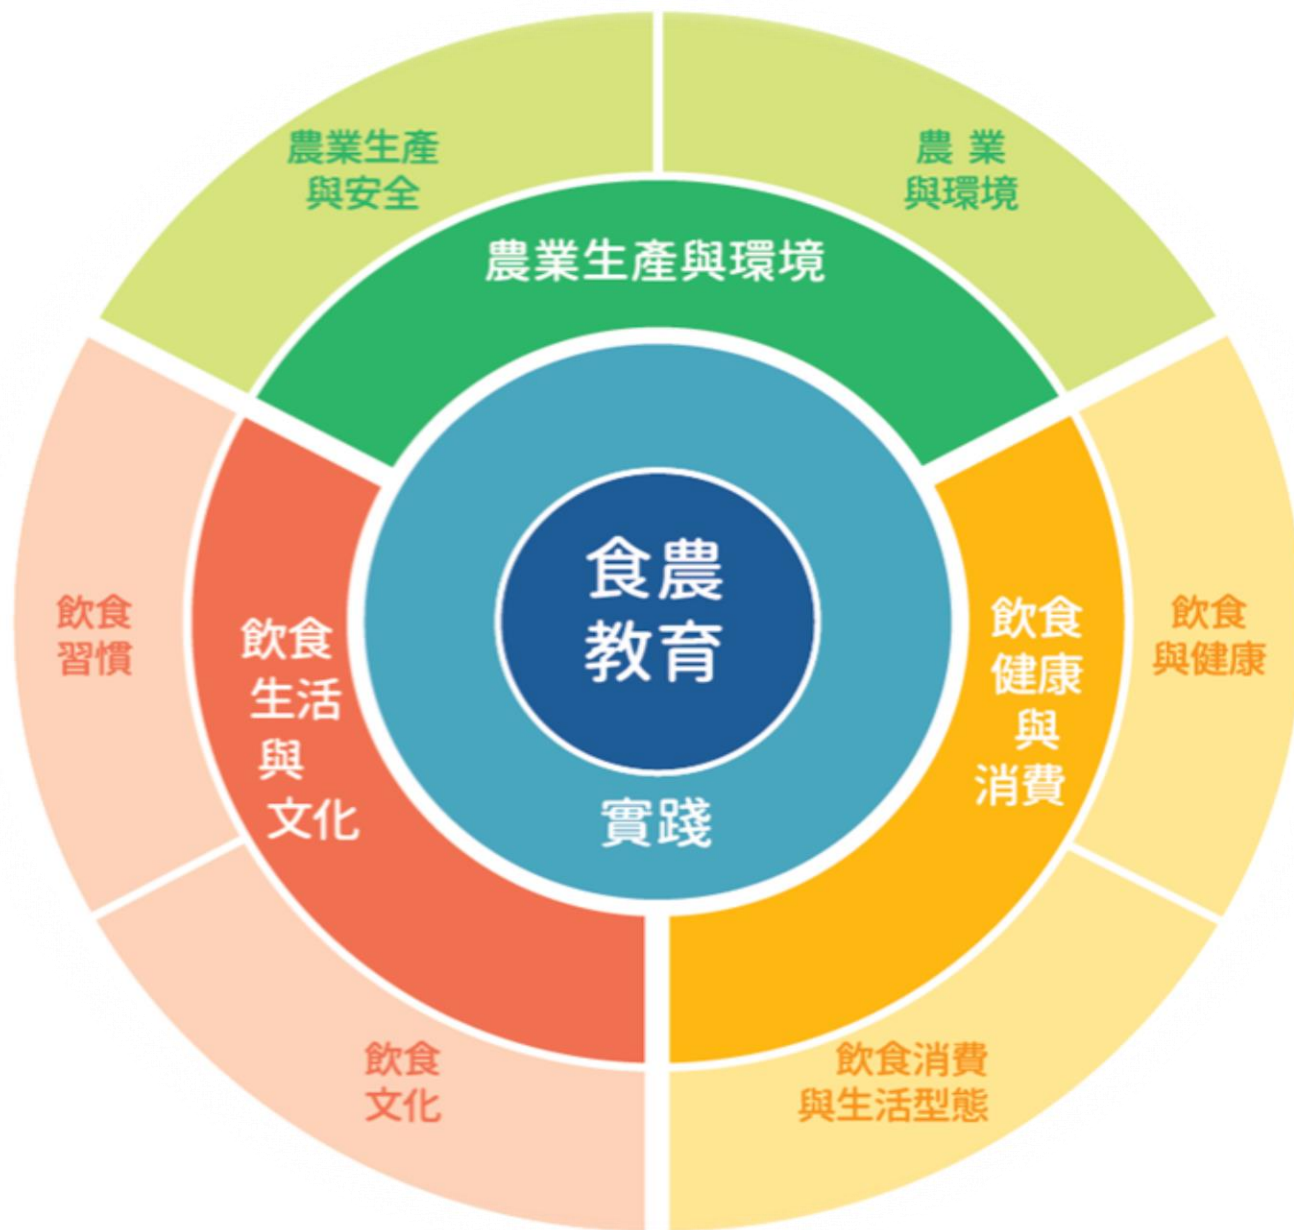 農業生產
與安全
農 業
與環境
農業生產與環境
食農
教育
實踐
飲食
生活
與
文化
飲食
健康
與
消費
飲食
習慣
飲食
與健康
飲食
文化
飲食消費
與生活型態